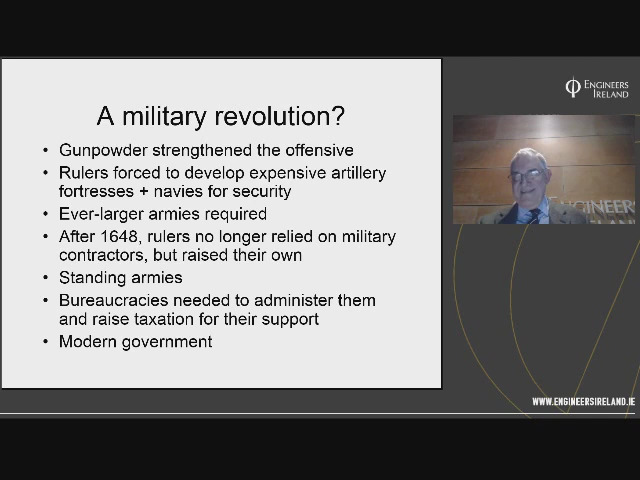 A military revolution?
• Gunpowder strengthened the offensive
• Rulers forced to develop expensive artillery
fortresses + navies for security
• Ever-larger armies required
• After 1648, rulers no longer relied on military
contractors, but raised their own
• Standing armies
• Bureaucracies needed to administer them
and raise taxation for their support
• Modern government
ENGINEERS
IRELAND
ENGINEERS
WWW.ENGINEERSIRELAND.IE